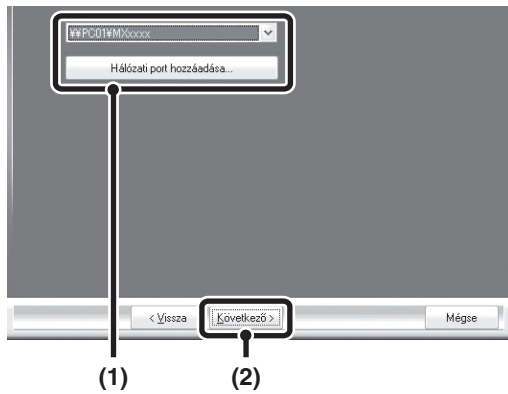 ¥¥PC01¥MXxxxx
Hálózati port hozzáadása...
< Vissza
Következő >
Mégse
(1)
(2)